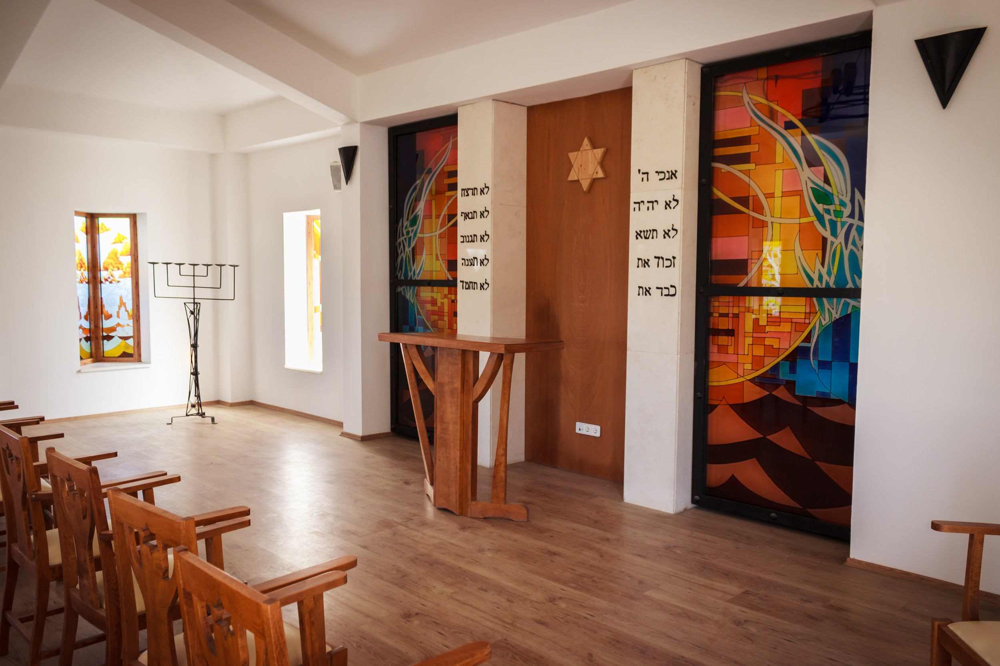 אנכי ה'
לא יהיה
לא תשא
זכור את
כבד את
לא תרצח
לא תנאף
לא תגנוב
לא תענה
לא תחמד